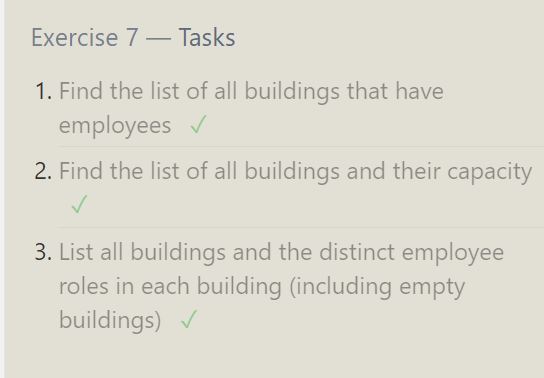 Exercise 7 — Tasks
1. Find the list of all buildings that have
employees ✓
2. Find the list of all buildings and their capacity
✓
3. List all buildings and the distinct employee
roles in each building (including empty
buildings) ✓